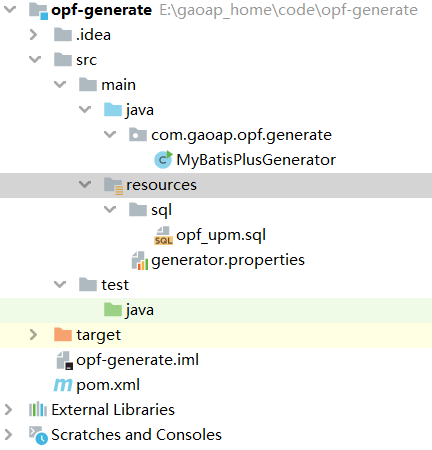 opf-generate E:\gaoap_home\code\opf-generate
.idea
src
main
java
com.gaoap.opf.generate
MyBatisPlusGenerator
resources
sql
opf_upm.sql
generator.properties
test
java
target
opf-generate.iml
pom.xml
External Libraries
Scratches and Consoles